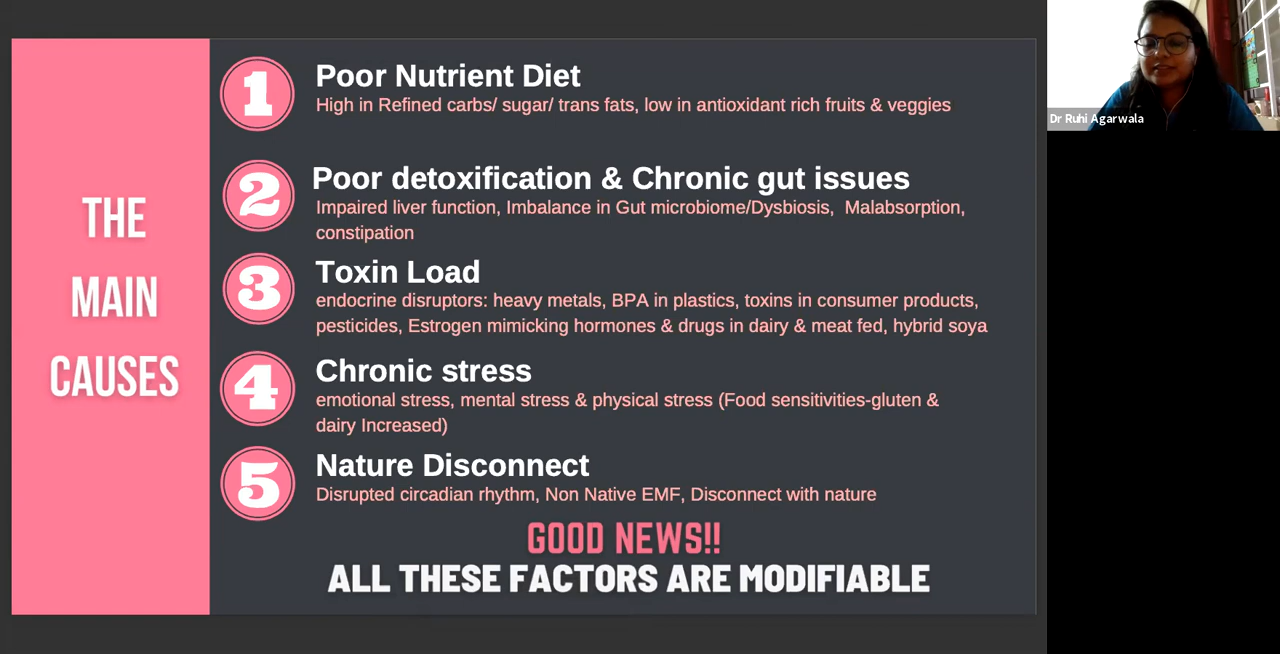 THE
MAIN
CAUSES
1
Poor Nutrient Diet
High in Refined carbs/ sugar/ trans fats, low in antioxidant rich fruits & veggies
2
Poor detoxification & Chronic gut issues
Impaired liver function, Imbalance in Gut microbiome/Dysbiosis,  Malabsorption,
constipation
3
Toxin Load
endocrine disruptors: heavy metals, BPA in plastics, toxins in consumer products,
pesticides, Estrogen mimicking hormones & drugs in dairy & meat fed, hybrid soya
4
Chronic stress
emotional stress, mental stress & physical stress (Food sensitivities-gluten &
dairy Increased)
5
Nature Disconnect
Disrupted circadian rhythm, Non Native EMF, Disconnect with nature
GOOD NEWS!!
ALL THESE FACTORS ARE MODIFIABLE
Dr Ruhi Agarwala